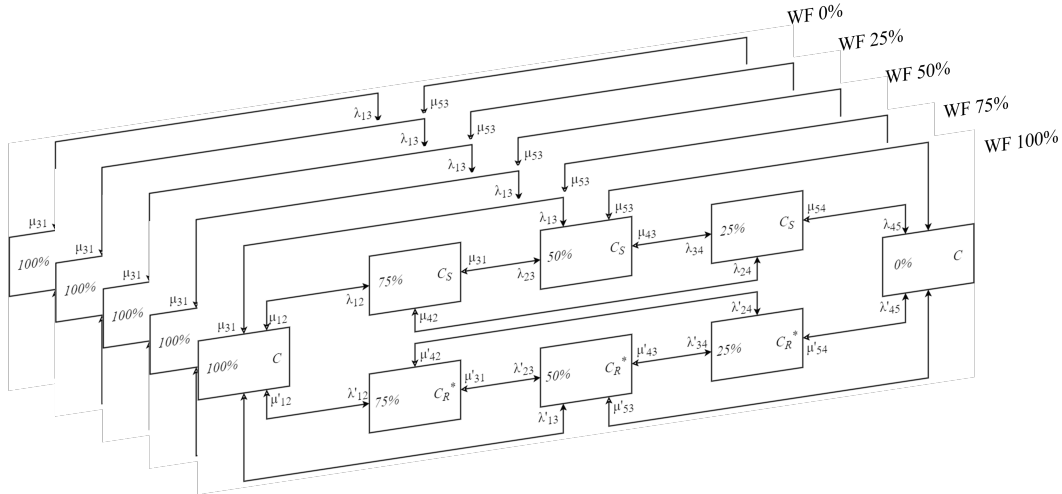 WF 0%
WF 25%
WF 50%
WF 75%
WF 100%
μ53
λ13
μ53
λ13
μ53
λ13
μ53
λ13
μ53
λ13
μ31
100%
μ31
100%
μ31
100%
μ31
100%
μ31
μ12
100% C
μ'12
λ12
75% CS
μ31
μ42
λ23
50% CS
μ43
λ34
25% CS
μ54
λ24
λ45
0% C
λ'45
μ'42
λ'12
75% CR*
μ'31
λ'23
50% CR*
μ'43
λ'13
μ'53
λ'34
λ'24
25% CR*
μ'54